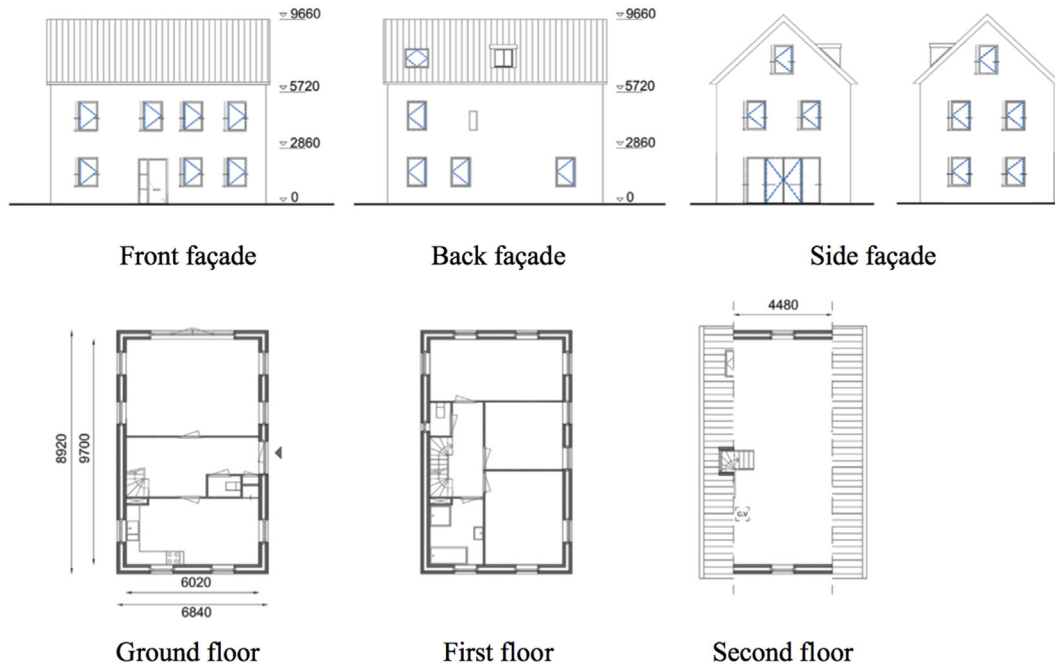 9660
5720
2860
0
9660
5720
2860
0
Front façade
Back façade
Side façade
8920
9700
6020
6840
4480
C.V
Ground floor
First floor
Second floor